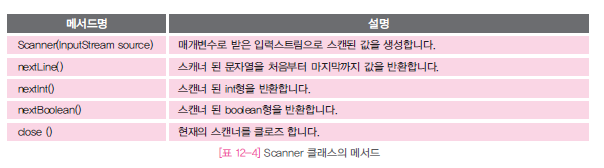 메서드명 설명
Scanner(InputStream source) 매개변수로 받은 입력스트림으로 스캔된 값을 생성합니다.
nextLine() 스캐너 된 문자열을 처음부터 마지막까지 값을 반환합니다.
nextInt() 스캐너 된 int형을 반환합니다.
nextBoolean() 스캐너 된 boolean형을 반환합니다.
close () 현재의 스캐너를 클로즈 합니다.
[표 12-4] Scanner 클래스의 메서드